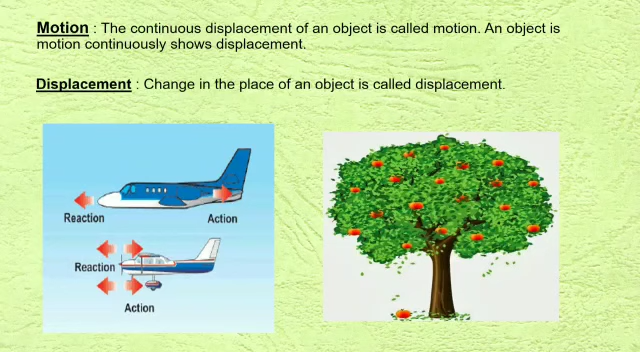 Motion : The continuous displacement of an object is called motion. An object is
motion continuously shows displacement.
Displacement : Change in the place of an object is called displacement.
Reaction
Action
Reaction
Action